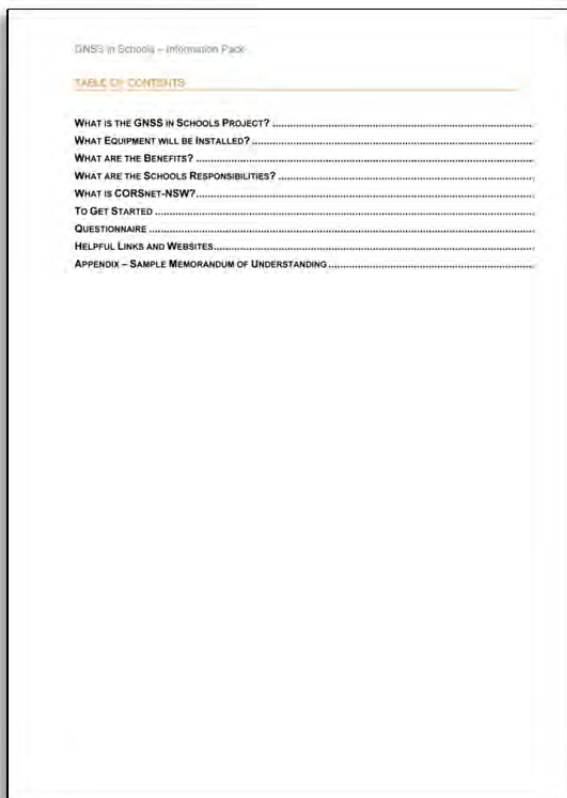 GNSS in Schools – Information Pack
TABLE OF CONTENTS
WHAT IS THE GNSS IN SCHOOLS PROJECT? ..........................................................................................
WHAT EQUIPMENT WILL BE INSTALLED? ................................................................................................
WHAT ARE THE BENEFITS? ..................................................................................................................
WHAT ARE THE SCHOOLS RESPONSIBILITIES? .......................................................................................
WHAT IS CORSNET-NSW? ....................................................................................................................
TO GET STARTED ................................................................................................................................
QUESTIONNAIRE ..................................................................................................................................
HELPFUL LINKS AND WEBSITES ............................................................................................................
APPENDIX – SAMPLE MEMORANDUM OF UNDERSTANDING .....................................................................